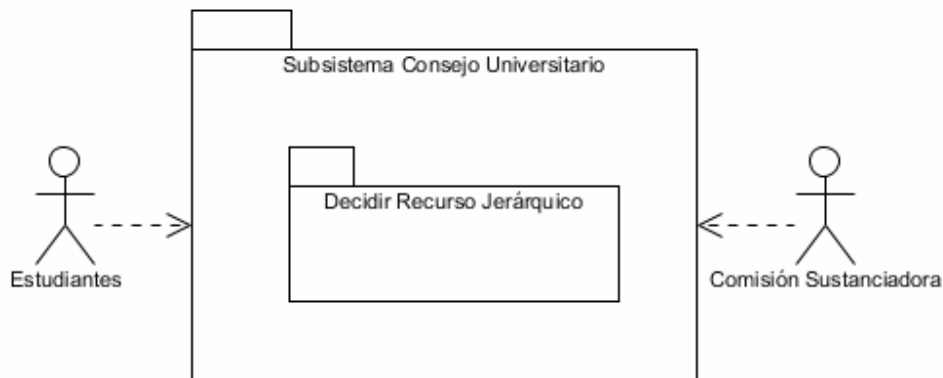 Subsistema Consejo Universitario
Decidir Recurso Jerárquico
Estudiantes
Comisión Sustanciadora